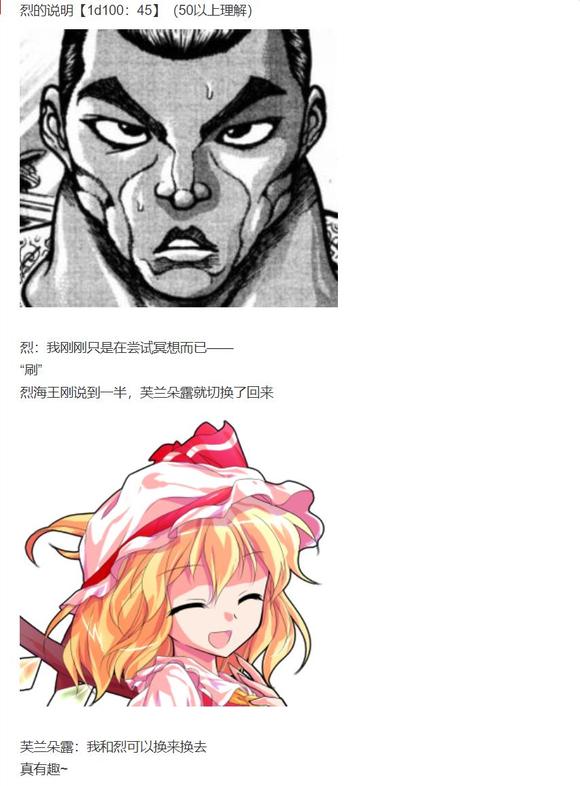 烈的说明【1d100：45】（50以上理解）
烈：我刚刚只是在尝试冥想而已——
“刷”
烈海王刚说到一半，芙兰朵露就切换了回来
芙兰朵露：我和烈可以换来换去
真有趣~